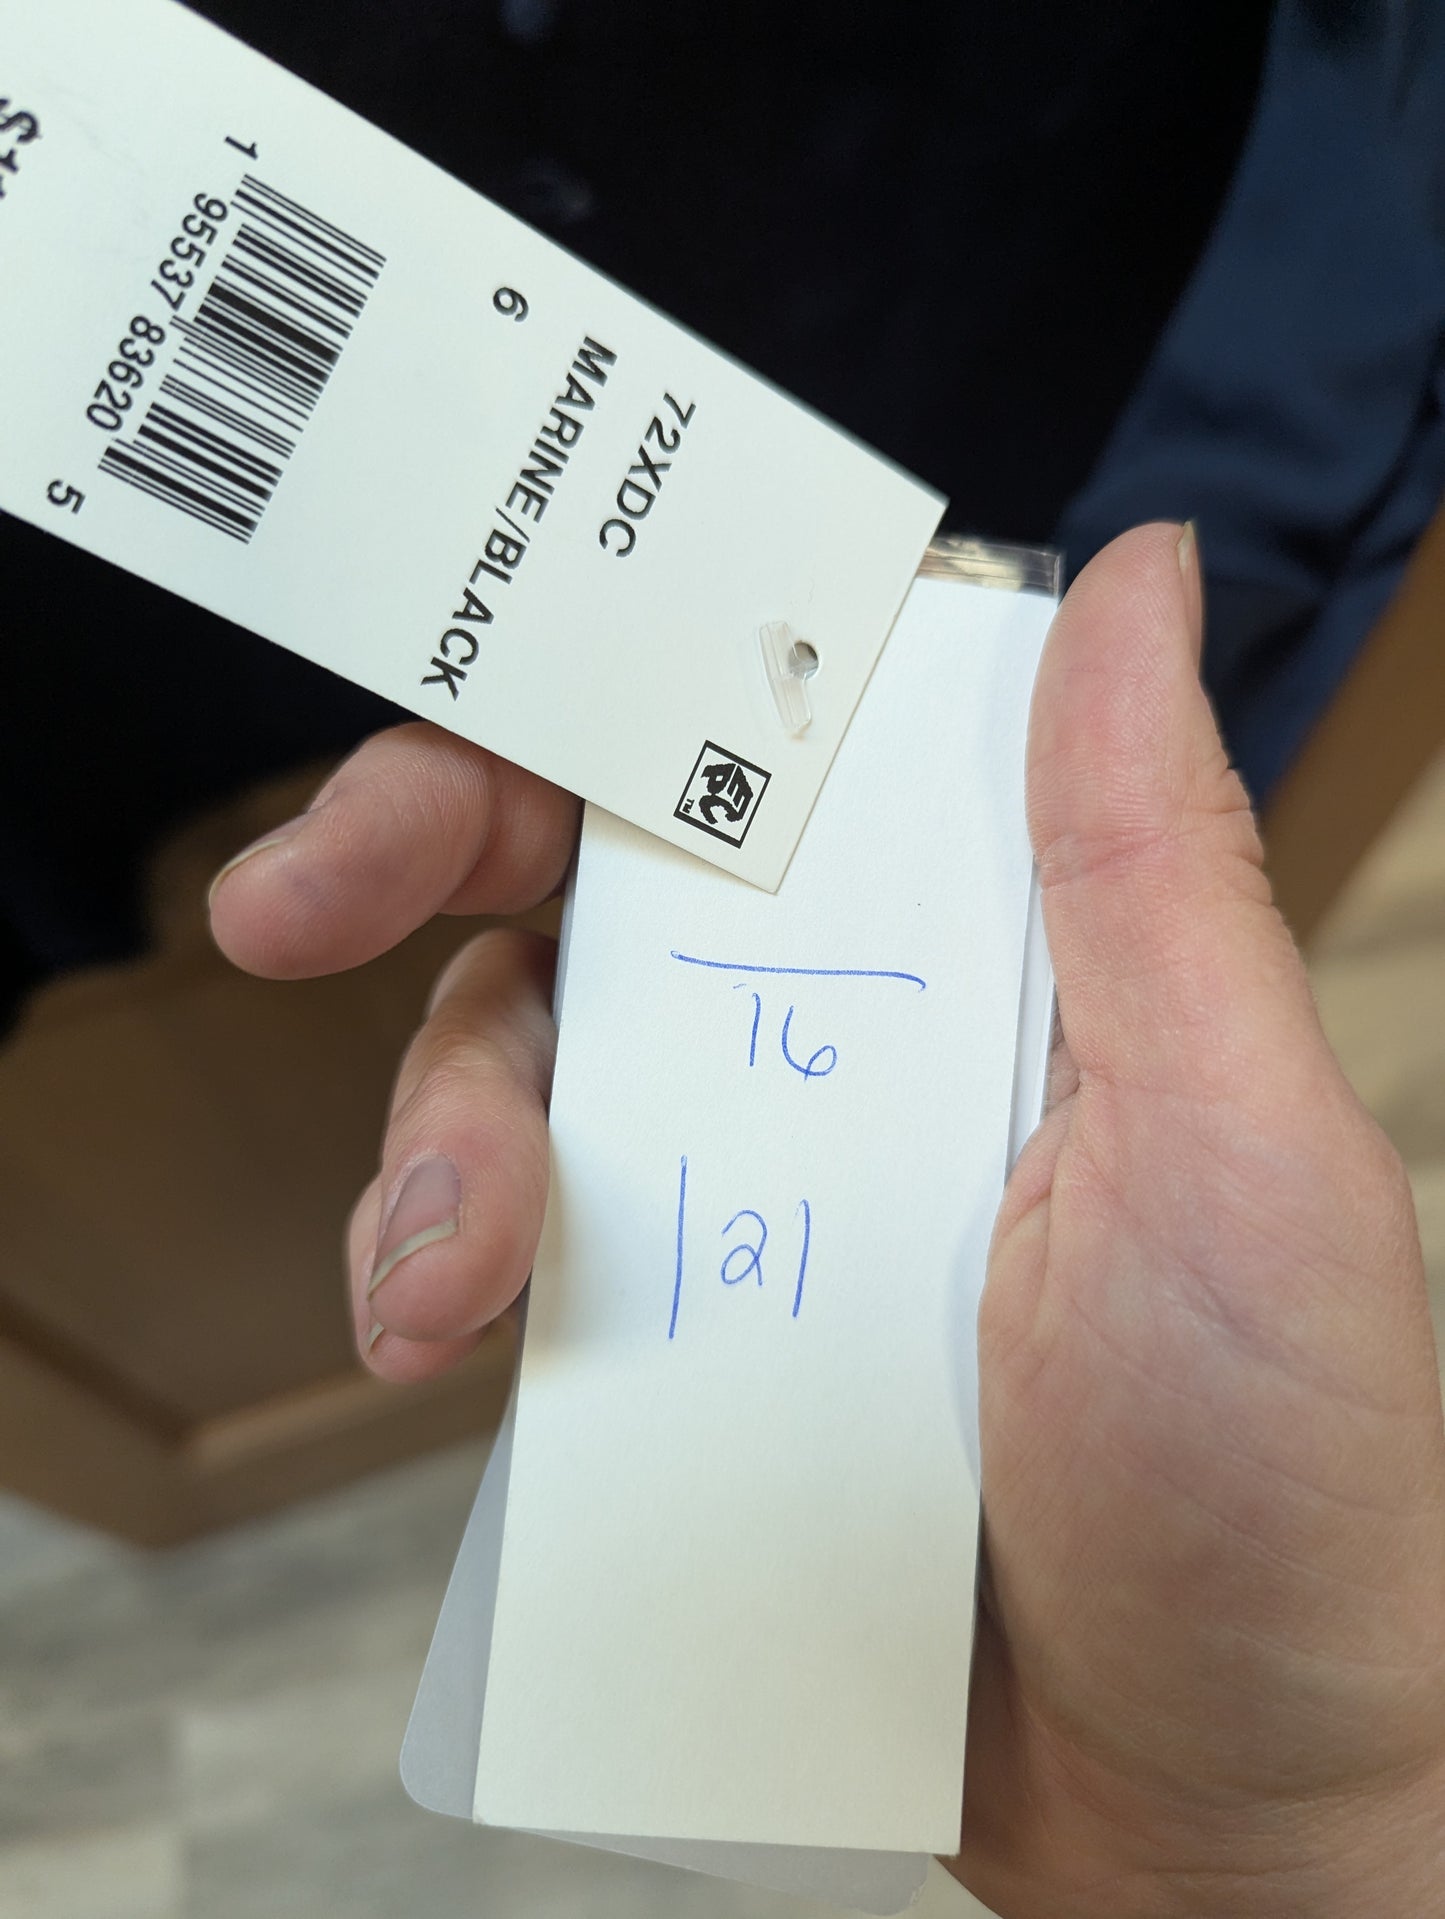 72XDC
MARINE/BLACK
6
1 95537 83620 5
16
|21